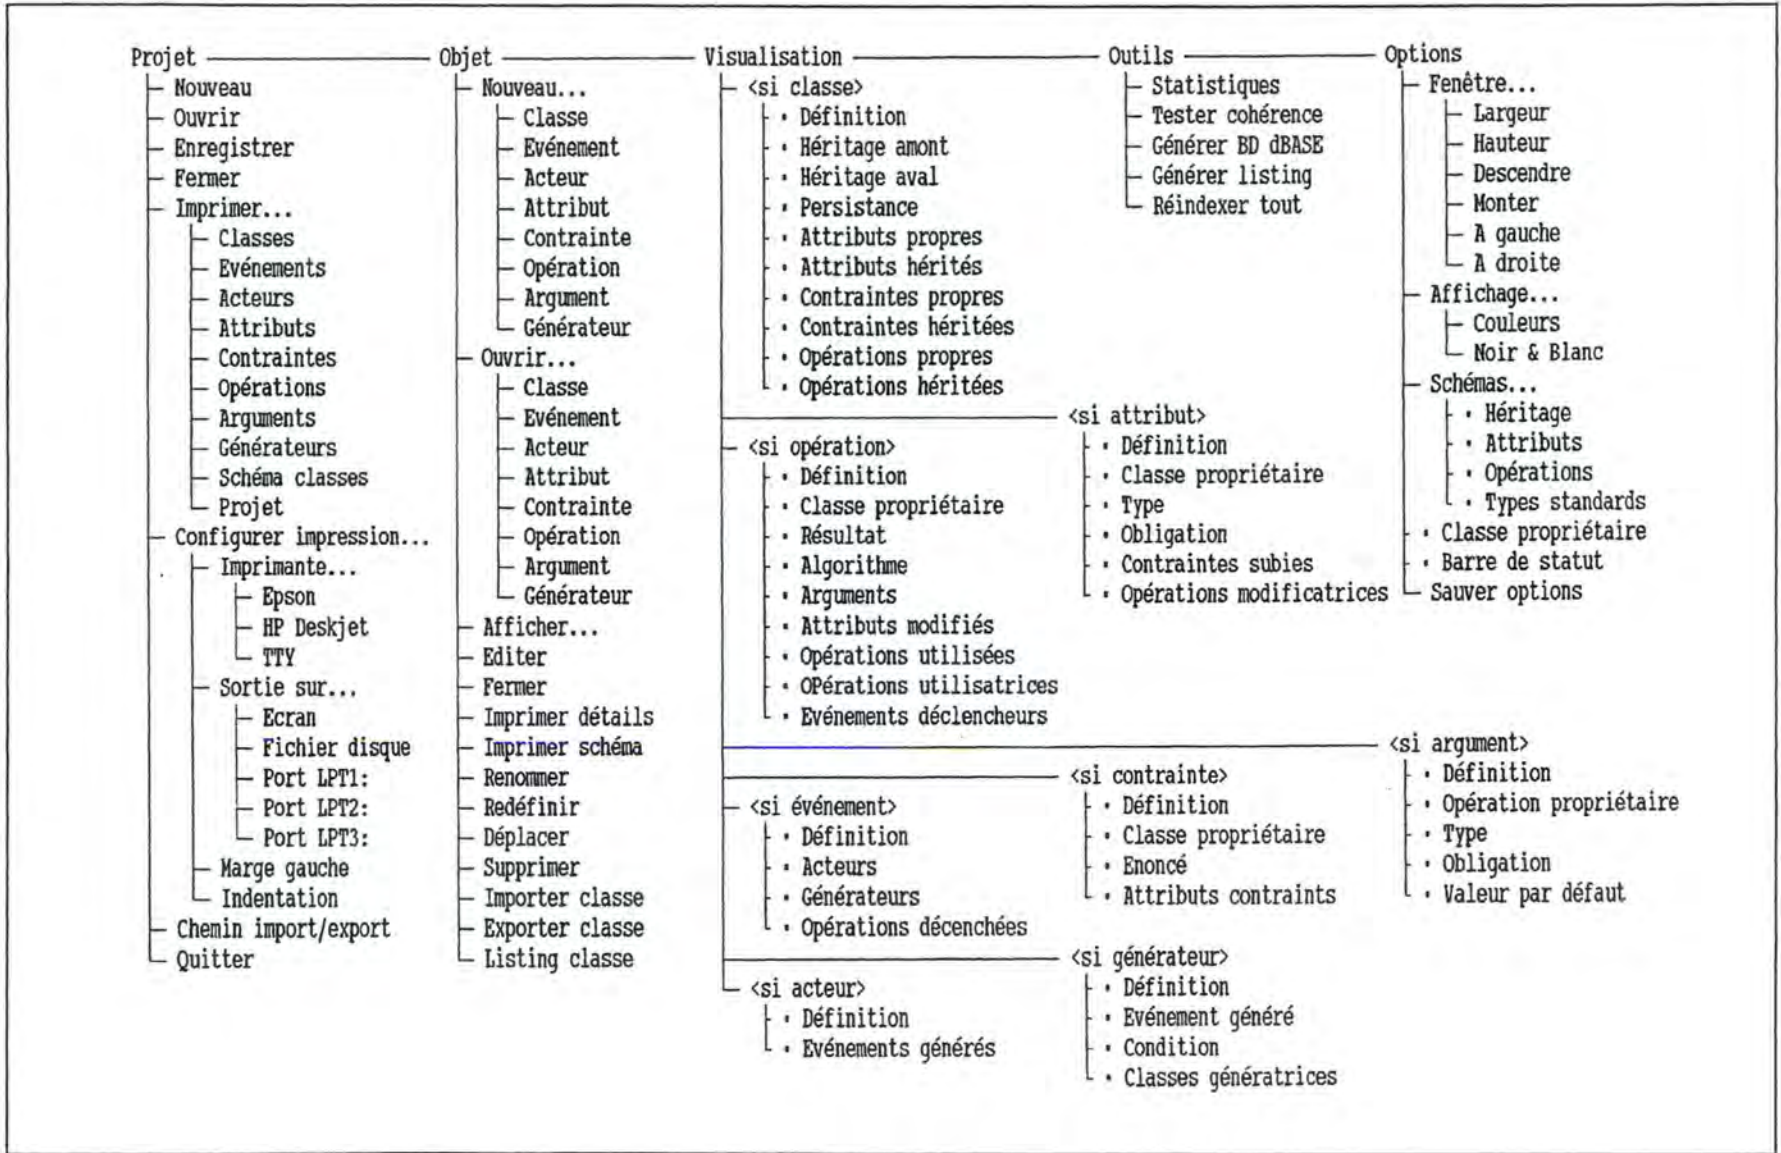 Projet
Nouveau
Ouvrir
Enregistrer
Fermer
Imprimer...
Classes
Evénements
Acteurs
Attributs
Contraintes
Opérations
Arguments
Générateurs
Schéma classes
Projet
Configurer impression...
Imprimante...
Epson
HP Deskjet
TTY
Sortie sur...
Ecran
Fichier disque
Port LPT1:
Port LPT2:
Port LPT3:
Marge gauche
Indentation
Chemin import/export
Quitter
Objet
Nouveau...
Classe
Evénement
Acteur
Attribut
Contrainte
Opération
Argument
Générateur
Ouvrir...
Classe
Evénement
Acteur
Attribut
Contrainte
Opération
Argument
Générateur
Afficher...
Editer
Fermer
Imprimer détails
Imprimer schéma
Renommer
Redéfinir
Déplacer
Supprimer
Importer classe
Exporter classe
Listing classe
Visualisation
<si classe>
Définition
Héritage amont
Héritage aval
Persistance
Attributs propres
Attributs hérités
Contraintes propres
Contraintes héritées
Opérations propres
Opérations héritées
<si opération>
Définition
Classe propriétaire
Résultat
Algorithme
Arguments
Attributs modifiés
Opérations utilisées
OPérations utilisatrices
Evénements déclencheurs
<si événement>
Définition
Acteurs
Générateurs
Opérations décenchées
<si acteur>
Définition
Evénements générés
<si attribut>
Définition
Classe propriétaire
Type
Obligation
Contraintes subies
Opérations modificatrices
<si contrainte>
Définition
Classe propriétaire
Enoncé
Attributs contraints
<si générateur>
Définition
Evénement généré
Condition
Classes génératrices
<si argument>
Définition
Opération propriétaire
Type
Obligation
Valeur par défaut
Outils
Statistiques
Tester cohérence
Générer BD dBASE
Générer listing
Réindexer tout
Options
Fenêtre...
Largeur
Hauteur
Descendre
Monter
A gauche
A droite
Affichage...
Couleurs
Noir & Blanc
Schémas...
Héritage
Attributs
Opérations
Types standards
Classe propriétaire
Barre de statut
Sauver options